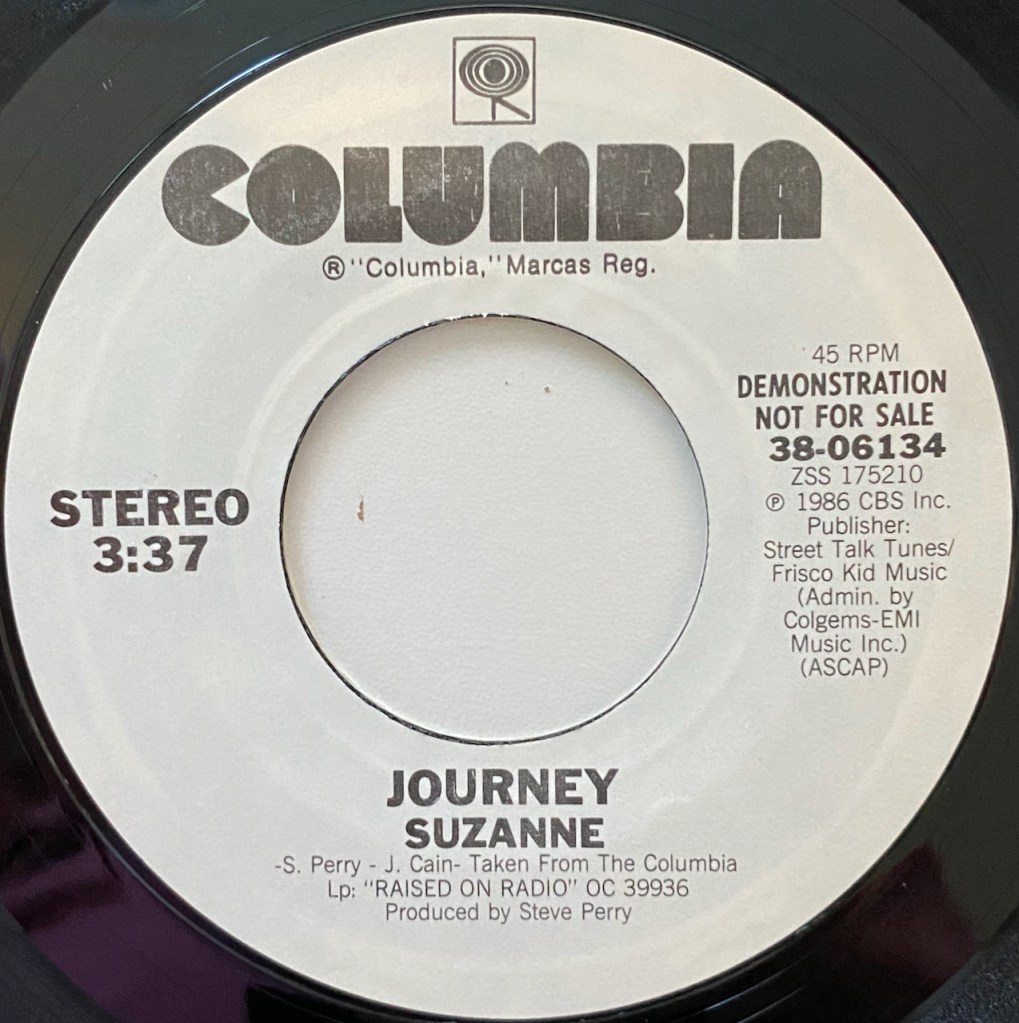 COLUMBIA
® "Columbia," Marcas Reg.
45 RPM
DEMONSTRATION
NOT FOR SALE
38-06134
ZSS 175210
℗ 1986 CBS Inc.
Publisher:
Street Talk Tunes/
Frisco Kid Music
(Admin. by
Colgems-EMI
Music Inc.)
(ASCAP)
STEREO
3:37
JOURNEY
SUZANNE
-S. Perry - J. Cain- Taken From The Columbia
Lp: "RAISED ON RADIO" OC 39936
Produced by Steve Perry